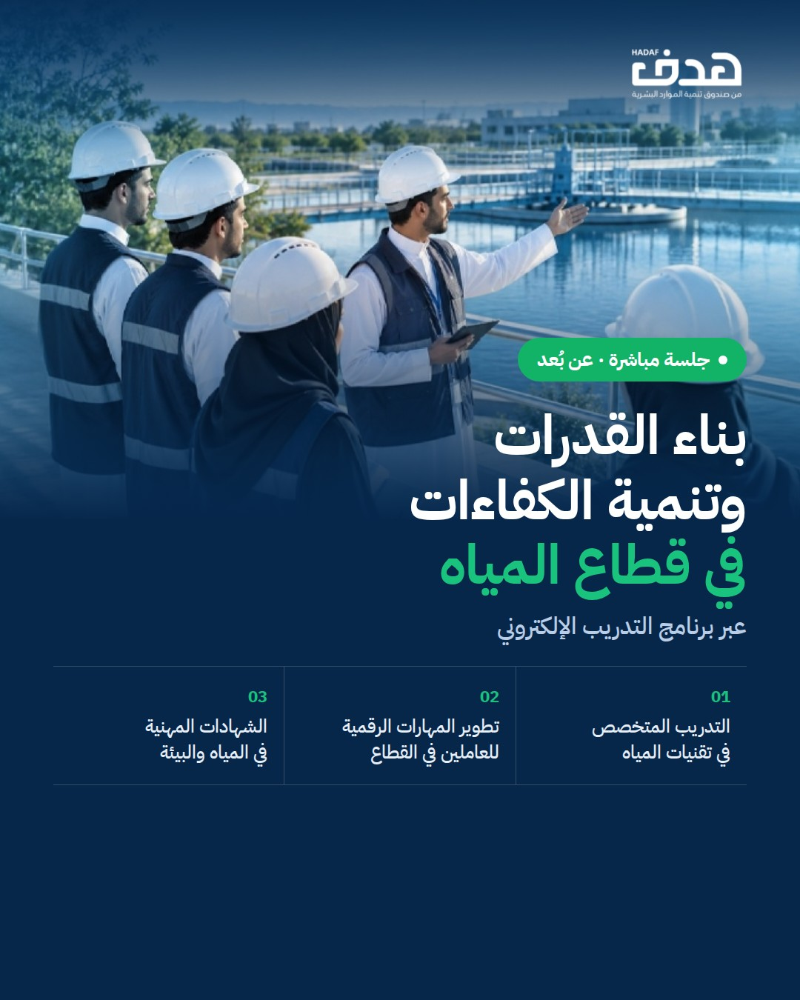 HADAF
هدف
من صندوق تنمية الموارد البشرية
جلسة مباشرة · عن بُعد
بناء القدرات
وتنمية الكفاءات
في قطاع المياه
عبر برنامج التدريب الإلكتروني
01
التدريب المتخصص
في تقنيات المياه
02
تطوير المهارات الرقمية
للعاملين في القطاع
03
الشهادات المهنية
في المياه والبيئة